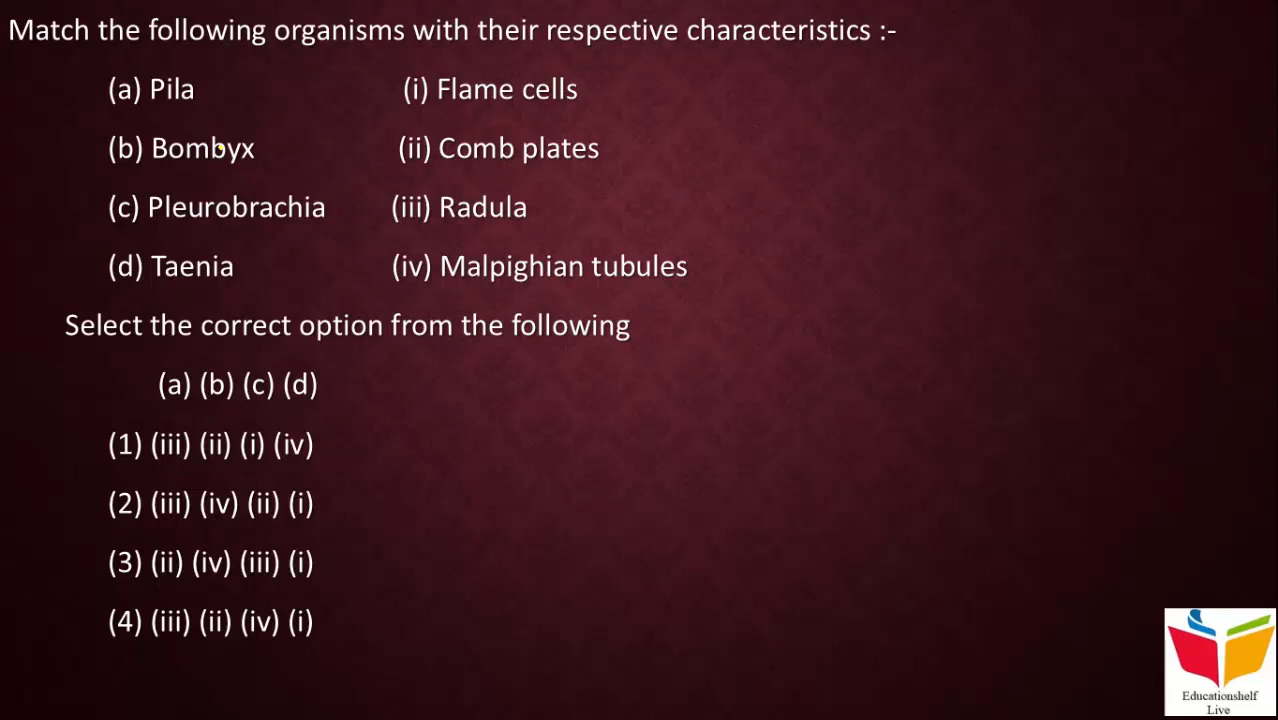 Match the following organisms with their respective characteristics :-
(a) Pila (i) Flame cells
(b) Bombyx (ii) Comb plates
(c) Pleurobrachia (iii) Radula
(d) Taenia (iv) Malpighian tubules
Select the correct option from the following
(a) (b) (c) (d)
(1) (iii) (ii) (i) (iv)
(2) (iii) (iv) (ii) (i)
(3) (ii) (iv) (iii) (i)
(4) (iii) (ii) (iv) (i)
Educationshelf
Live